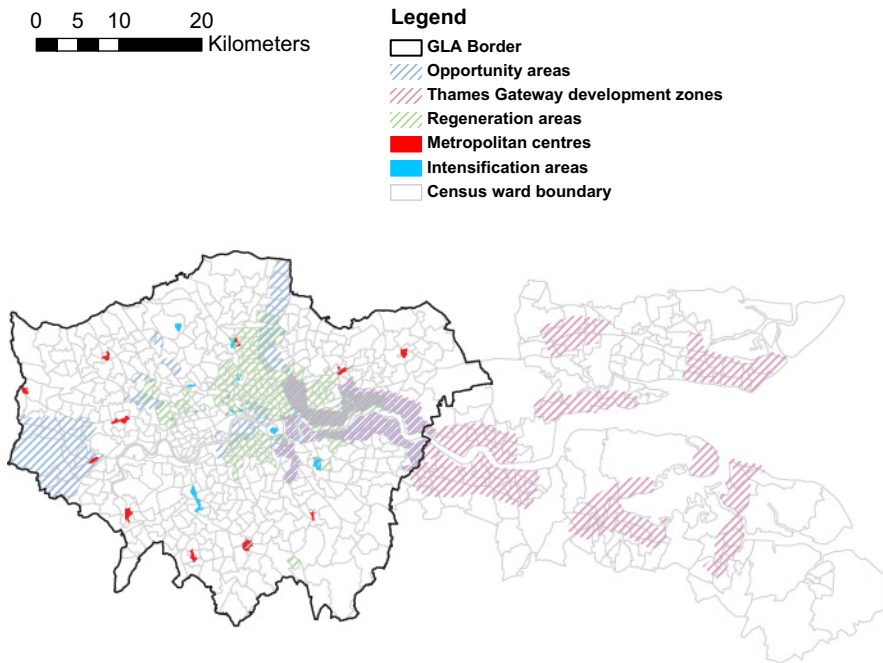 0 5 10 20
Kilometers
Legend
GLA Border
Opportunity areas
Thames Gateway development zones
Regeneration areas
Metropolitan centres
Intensification areas
Census ward boundary